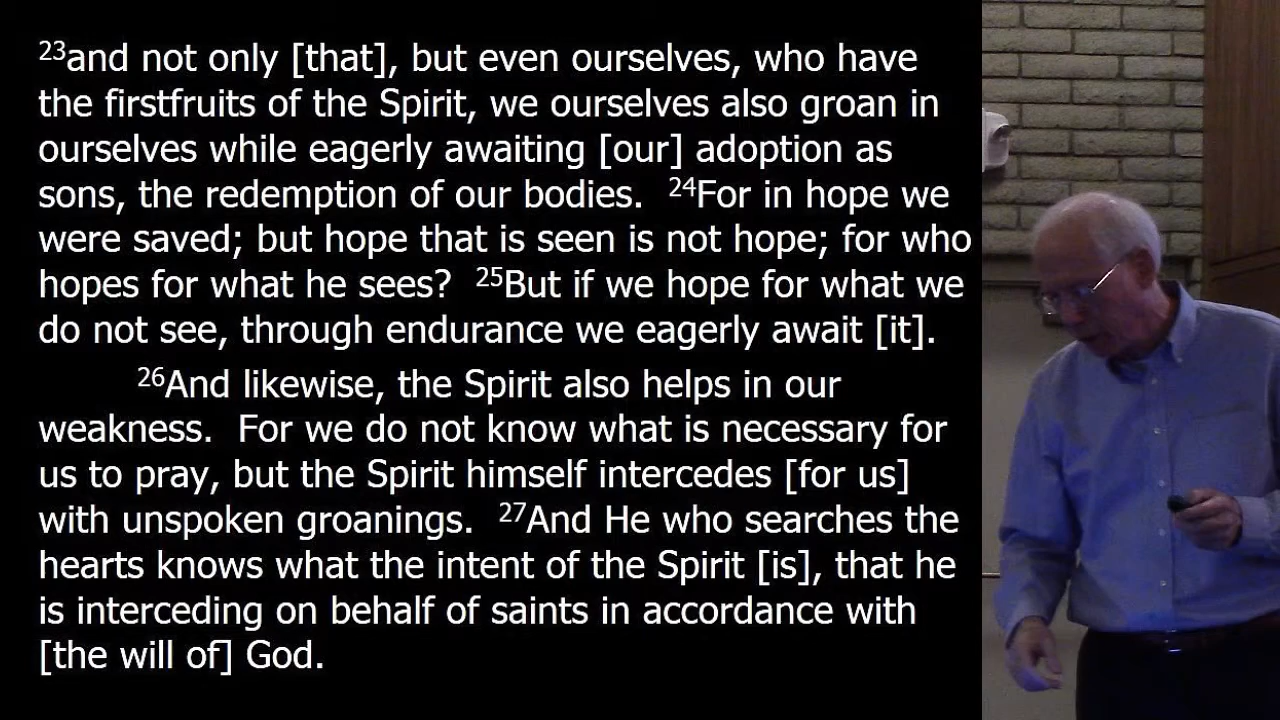 ²³and not only [that], but even ourselves, who have
the firstfruits of the Spirit, we ourselves also groan in
ourselves while eagerly awaiting [our] adoption as
sons, the redemption of our bodies. ²⁴For in hope we
were saved; but hope that is seen is not hope; for who
hopes for what he sees? ²⁵But if we hope for what we
do not see, through endurance we eagerly await [it].
²⁶And likewise, the Spirit also helps in our
weakness. For we do not know what is necessary for
us to pray, but the Spirit himself intercedes [for us]
with unspoken groanings. ²⁷And He who searches the
hearts knows what the intent of the Spirit [is], that he
is interceding on behalf of saints in accordance with
[the will of] God.